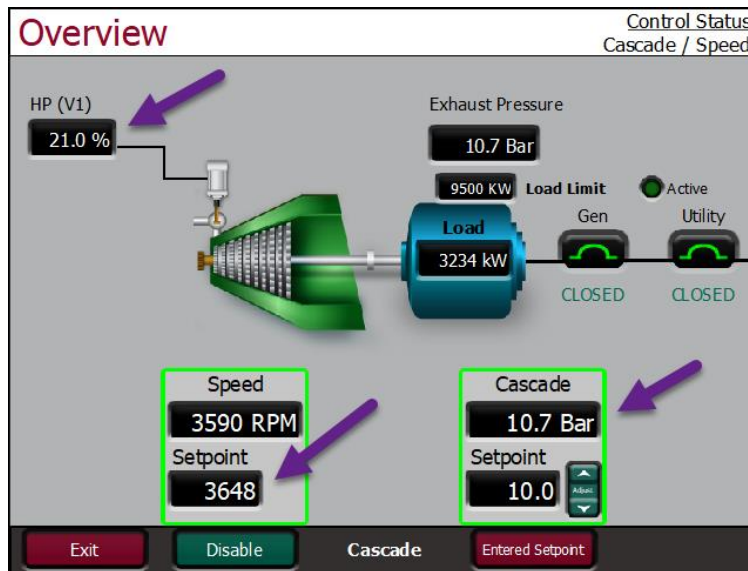 Overview
Control Status
Cascade / Speed
HP (V1)
21.0 %
Exhaust Pressure
10.7 Bar
9500 KW Load Limit Active
Load
3234 kW
Gen
Utility
CLOSED
CLOSED
Speed
3590 RPM
Setpoint
3648
Cascade
10.7 Bar
Setpoint
10.0
Adjust
Exit
Disable
Cascade
Entered Setpoint